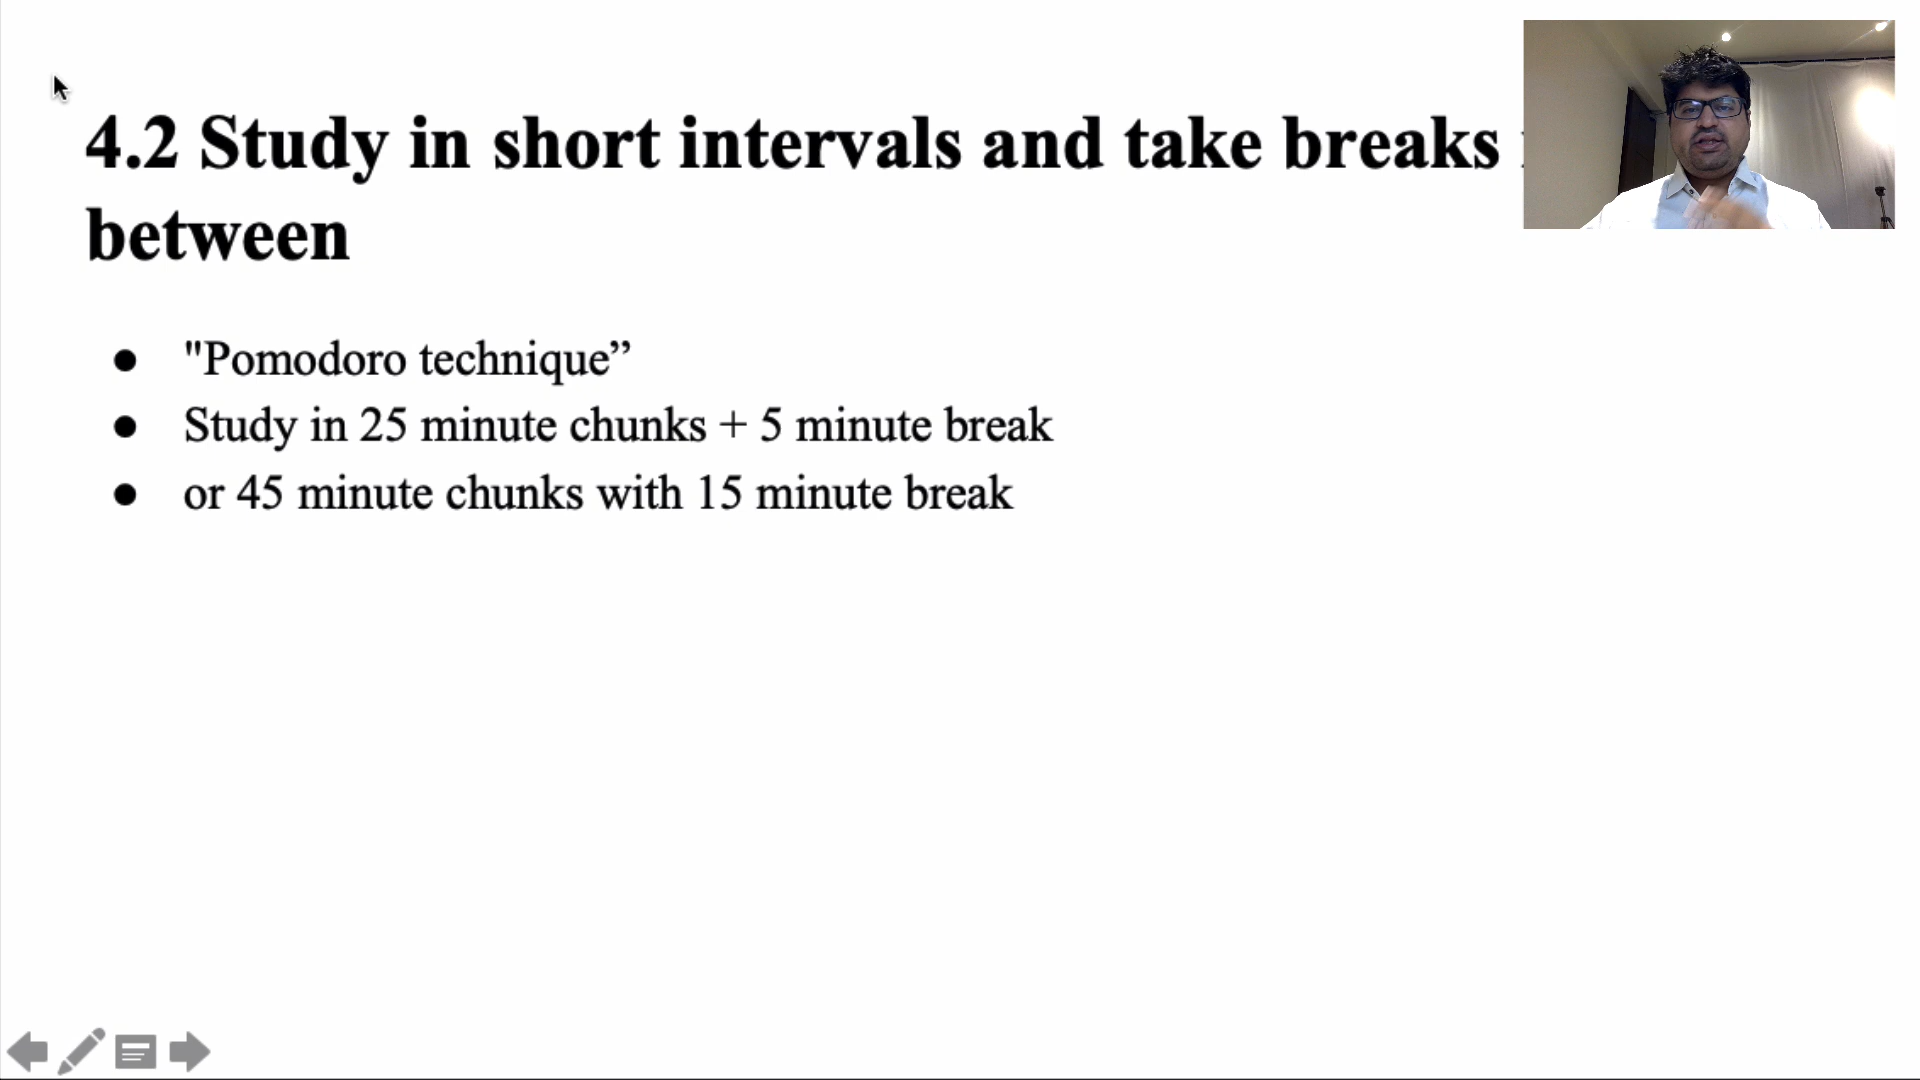 4.2 Study in short intervals and take breaks
between
● "Pomodoro technique”
● Study in 25 minute chunks + 5 minute break
● or 45 minute chunks with 15 minute break